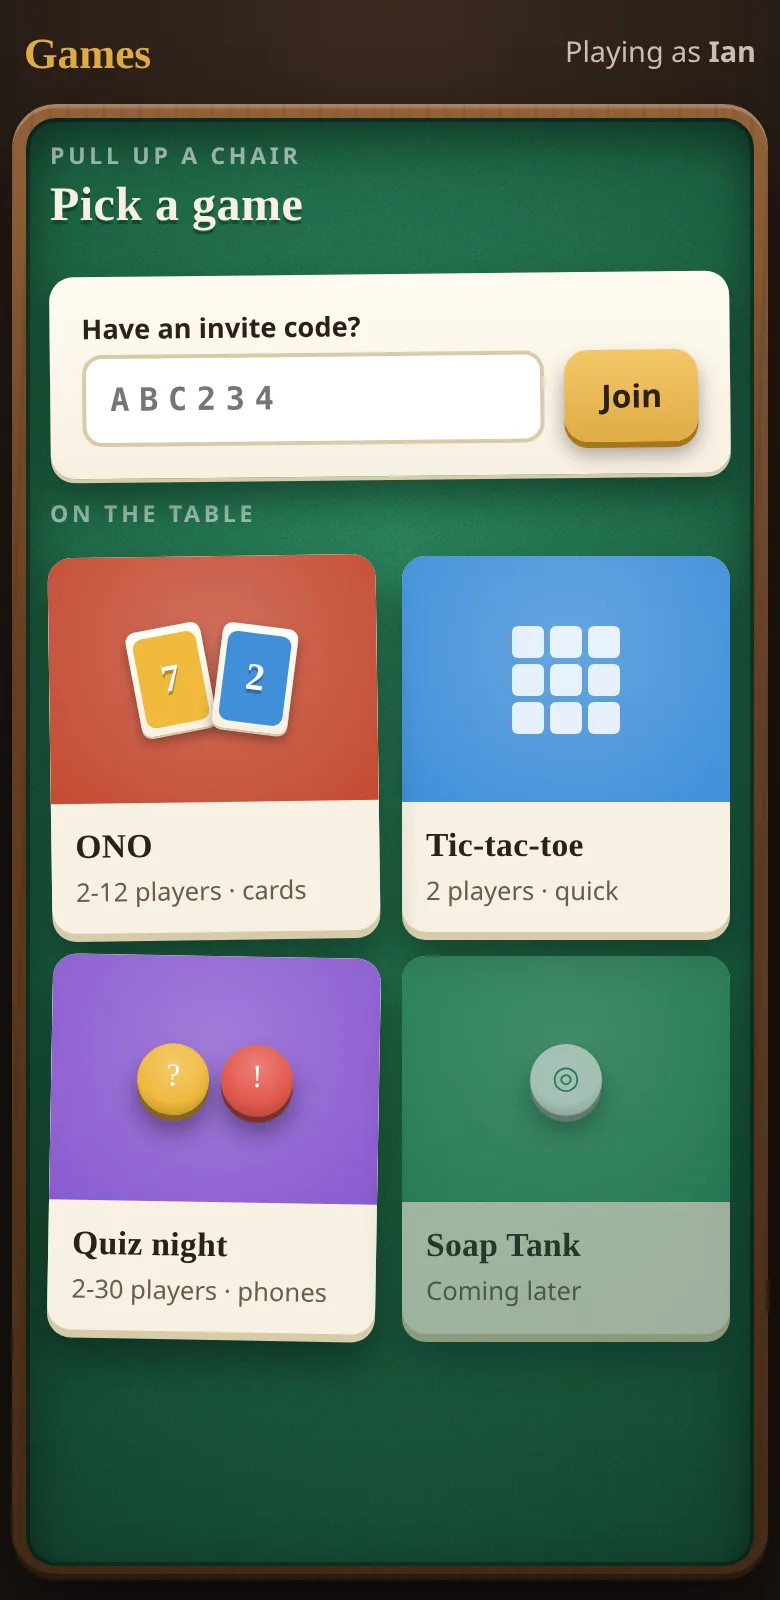 Games
Playing as Ian
PULL UP A CHAIR
Pick a game
Have an invite code?
ABC234
Join
ON THE TABLE
7
2
ONO
2-12 players · cards
Tic-tac-toe
2 players · quick
?
!
Quiz night
2-30 players · phones
◎
Soap Tank
Coming later